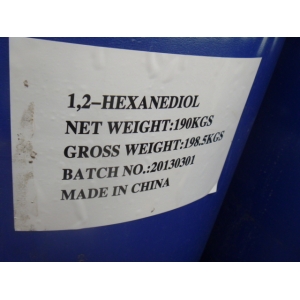 1,2-HEXANEDIOL
NET WEIGHT:190KGS
GROSS WEIGHT:198.5KGS
BATCH NO.:20130301
MADE IN CHINA